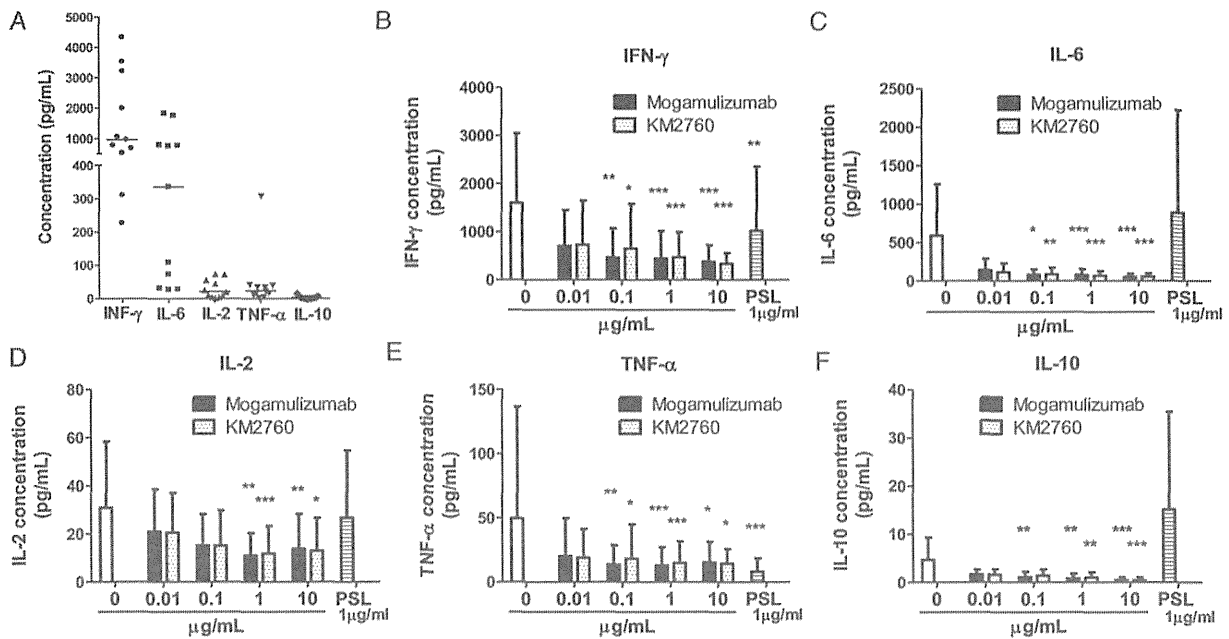 A
Concentration (pg/mL)
5000
4000
3000
2000
1000
400
300
200
100
0
INF-γ IL-6 IL-2 TNF-α IL-10
B
IFN-γ
IFN-γ concentration
(pg/mL)
4000
3000
2000
1000
0
Mogamulizumab
KM2760
** * *** *** *** *** **
0 0.01 0.1 1 10 PSL
1μg/ml
μg/mL
C
IL-6
IL-6 concentration
(pg/mL)
2500
2000
1500
1000
500
0
Mogamulizumab
KM2760
* ** *** *** *** ***
0 0.01 0.1 1 10 PSL
1μg/ml
μg/mL
D
IL-2
IL-2 concentration
(pg/mL)
80
60
40
20
0
Mogamulizumab
KM2760
** *** ** *
0 0.01 0.1 1 10 PSL
1μg/ml
μg/mL
E
TNF-α
TNF-α concentration
(pg/mL)
150
100
50
0
Mogamulizumab
KM2760
** * *** *** * * ***
0 0.01 0.1 1 10 PSL
1μg/ml
μg/mL
F
IL-10
IL-10 concentration
(pg/mL)
40
30
20
10
0
Mogamulizumab
KM2760
** ** ** *** ***
0 0.01 0.1 1 10 PSL
1μg/ml
μg/mL